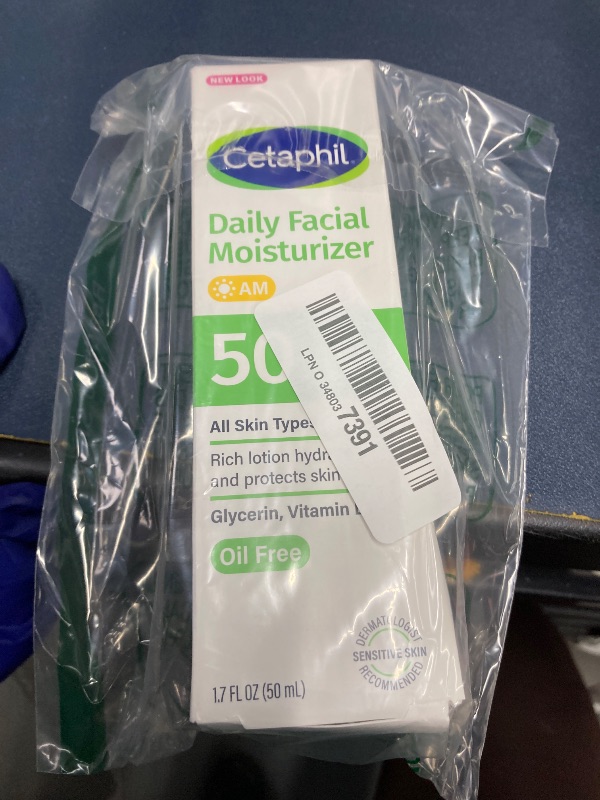 NEW LOOK
Cetaphil
Daily Facial
Moisturizer
AM
50
All Skin Types
Rich lotion
and protects skin
Glycerin, Vitamin
Oil Free
DERMATOLOGIST
SENSITIVE SKIN
RECOMMENDED
1.7 FL OZ (50 mL)
LPN O 34803 7391